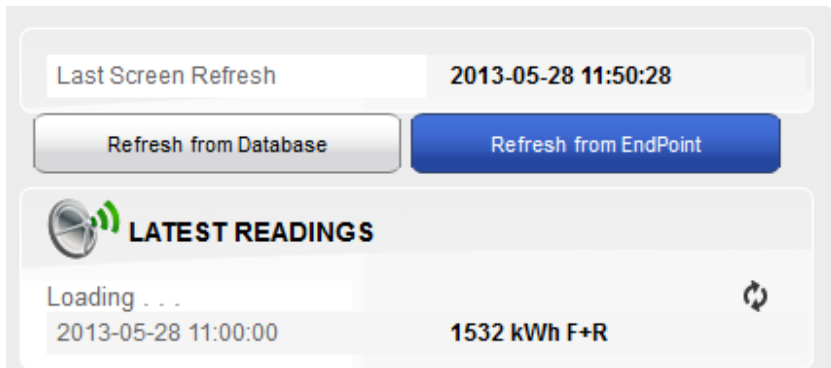 Last Screen Refresh 2013-05-28 11:50:28
Refresh from Database Refresh from EndPoint
LATEST READINGS
Loading . . .
2013-05-28 11:00:00 1532 kWh F+R